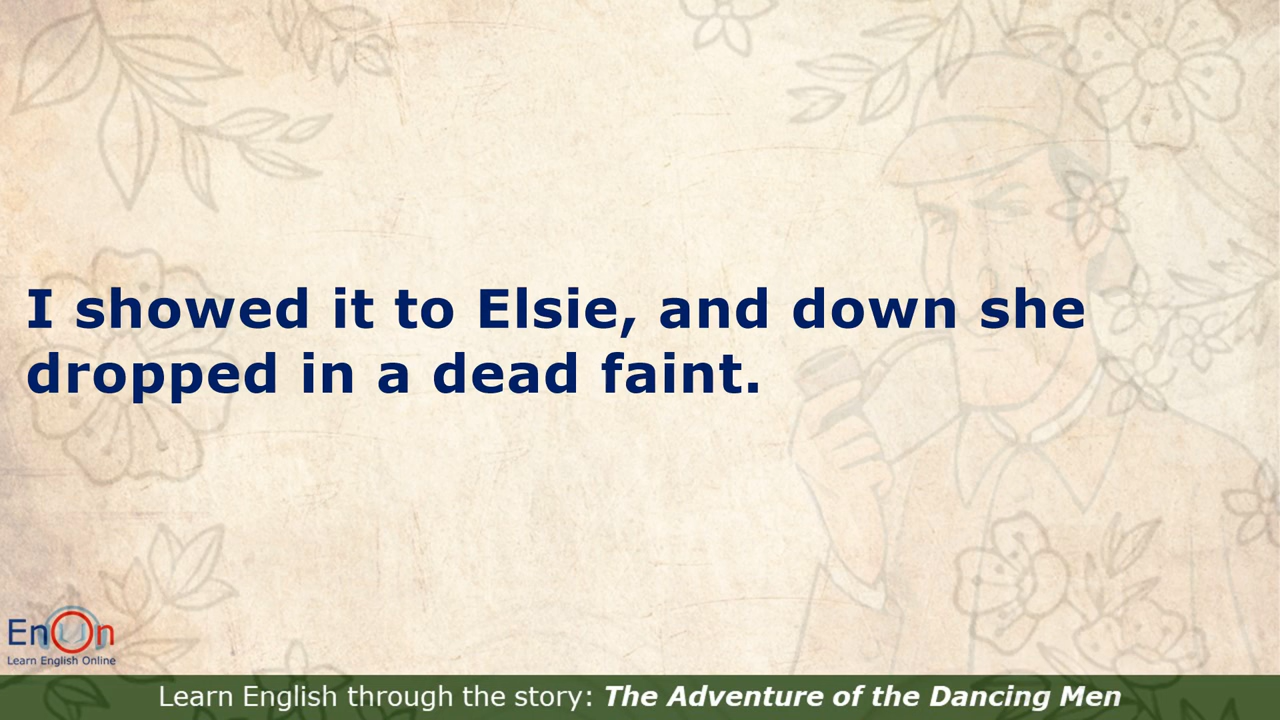 I showed it to Elsie, and down she
dropped in a dead faint.
EnOn
Learn English Online
Learn English through the story: The Adventure of the Dancing Men